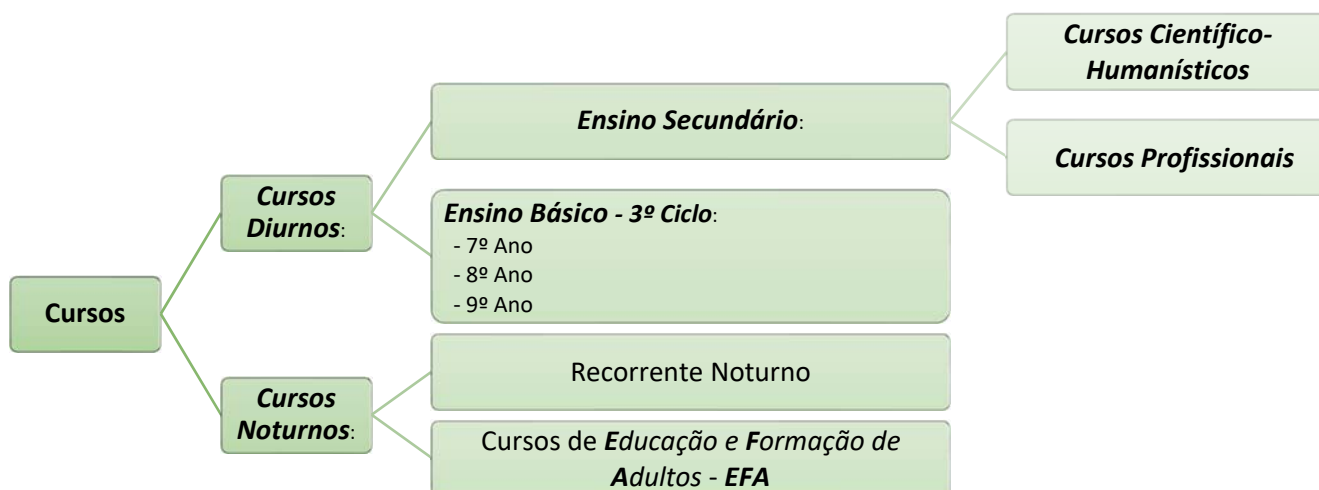 Cursos
Cursos
Diurnos:
Ensino Secundário:
Cursos Científico-
Humanísticos
Cursos Profissionais
Ensino Básico - 3º Ciclo:
- 7º Ano
- 8º Ano
- 9º Ano
Cursos
Noturnos:
Recorrente Noturno
Cursos de Educação e Formação de
Adultos - EFA